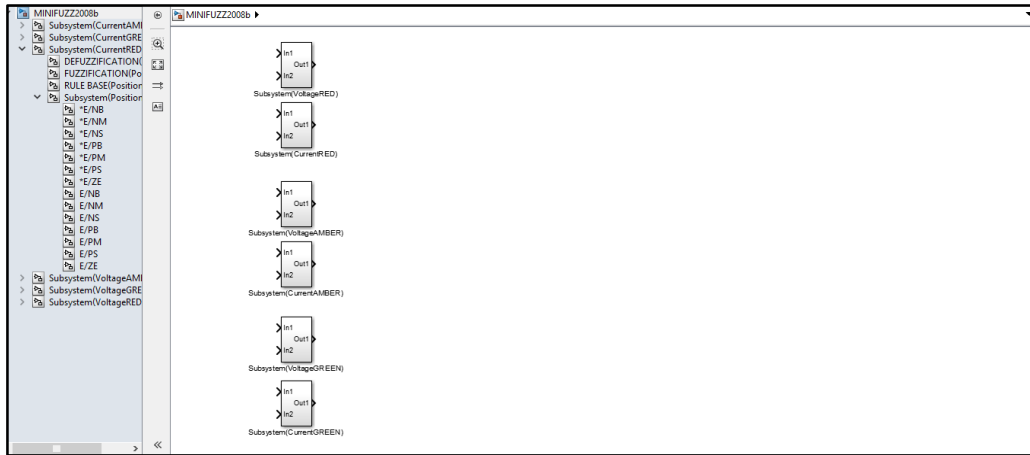 MINIFUZZ2008b
Subsystem(CurrentAMI
Subsystem(CurrentGRE
Subsystem(CurrentRED
DEFUZZIFICATION(
FUZZIFICATION(Po
RULE BASE(Position
Subsystem(Position
*E/NB
*E/NM
*E/NS
*E/PB
*E/PM
*E/PS
*E/ZE
E/NB
E/NM
E/NS
E/PB
E/PM
E/PS
E/ZE
Subsystem(VoltageAMI
Subsystem(VoltageGRE
Subsystem(VoltageRED
MINIFUZZ2008b
In1
Out1
In2
Subsystem(VoltageRED)
In1
Out1
In2
Subsystem(CurrentRED)
In1
Out1
In2
Subsystem(VoltageAMBER)
In1
Out1
In2
Subsystem(CurrentAMBER)
In1
Out1
In2
Subsystem(VoltageGREEN)
In1
Out1
In2
Subsystem(CurrentGREEN)